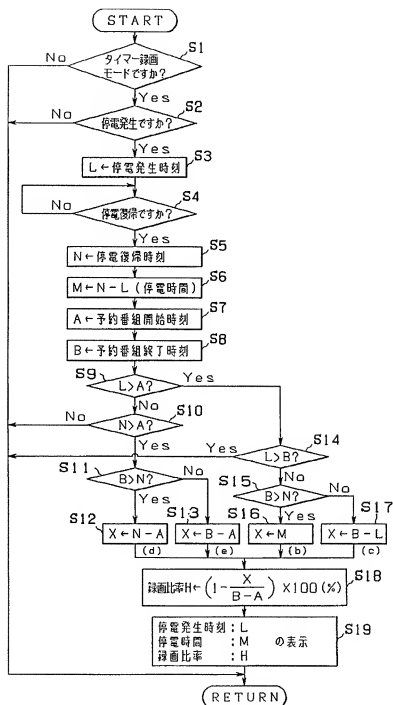 START
S1
タイマー録画
モードですか?
No
Yes
S2
停電発生ですか?
No
Yes
S3
L←停電発生時刻
S4
停電復帰ですか?
No
Yes
S5
N←停電復帰時刻
S6
M←N-L(停電時間)
S7
A←予約番組開始時刻
S8
B←予約番組終了時刻
S9
L>A?
Yes
No
S10
N>A?
No
Yes
S14
L>B?
Yes
No
S11
B>N?
No
Yes
S15
B>N?
No
Yes
S12
X←N-A
(d)
S13
X←B-A
(e)
S16
X←M
(b)
S17
X←B-L
(c)
S18
録画比率H←(1-X/B-A)×100(%)
S19
停電発生時刻:L
停電時間:M の表示
録画比率:H
RETURN